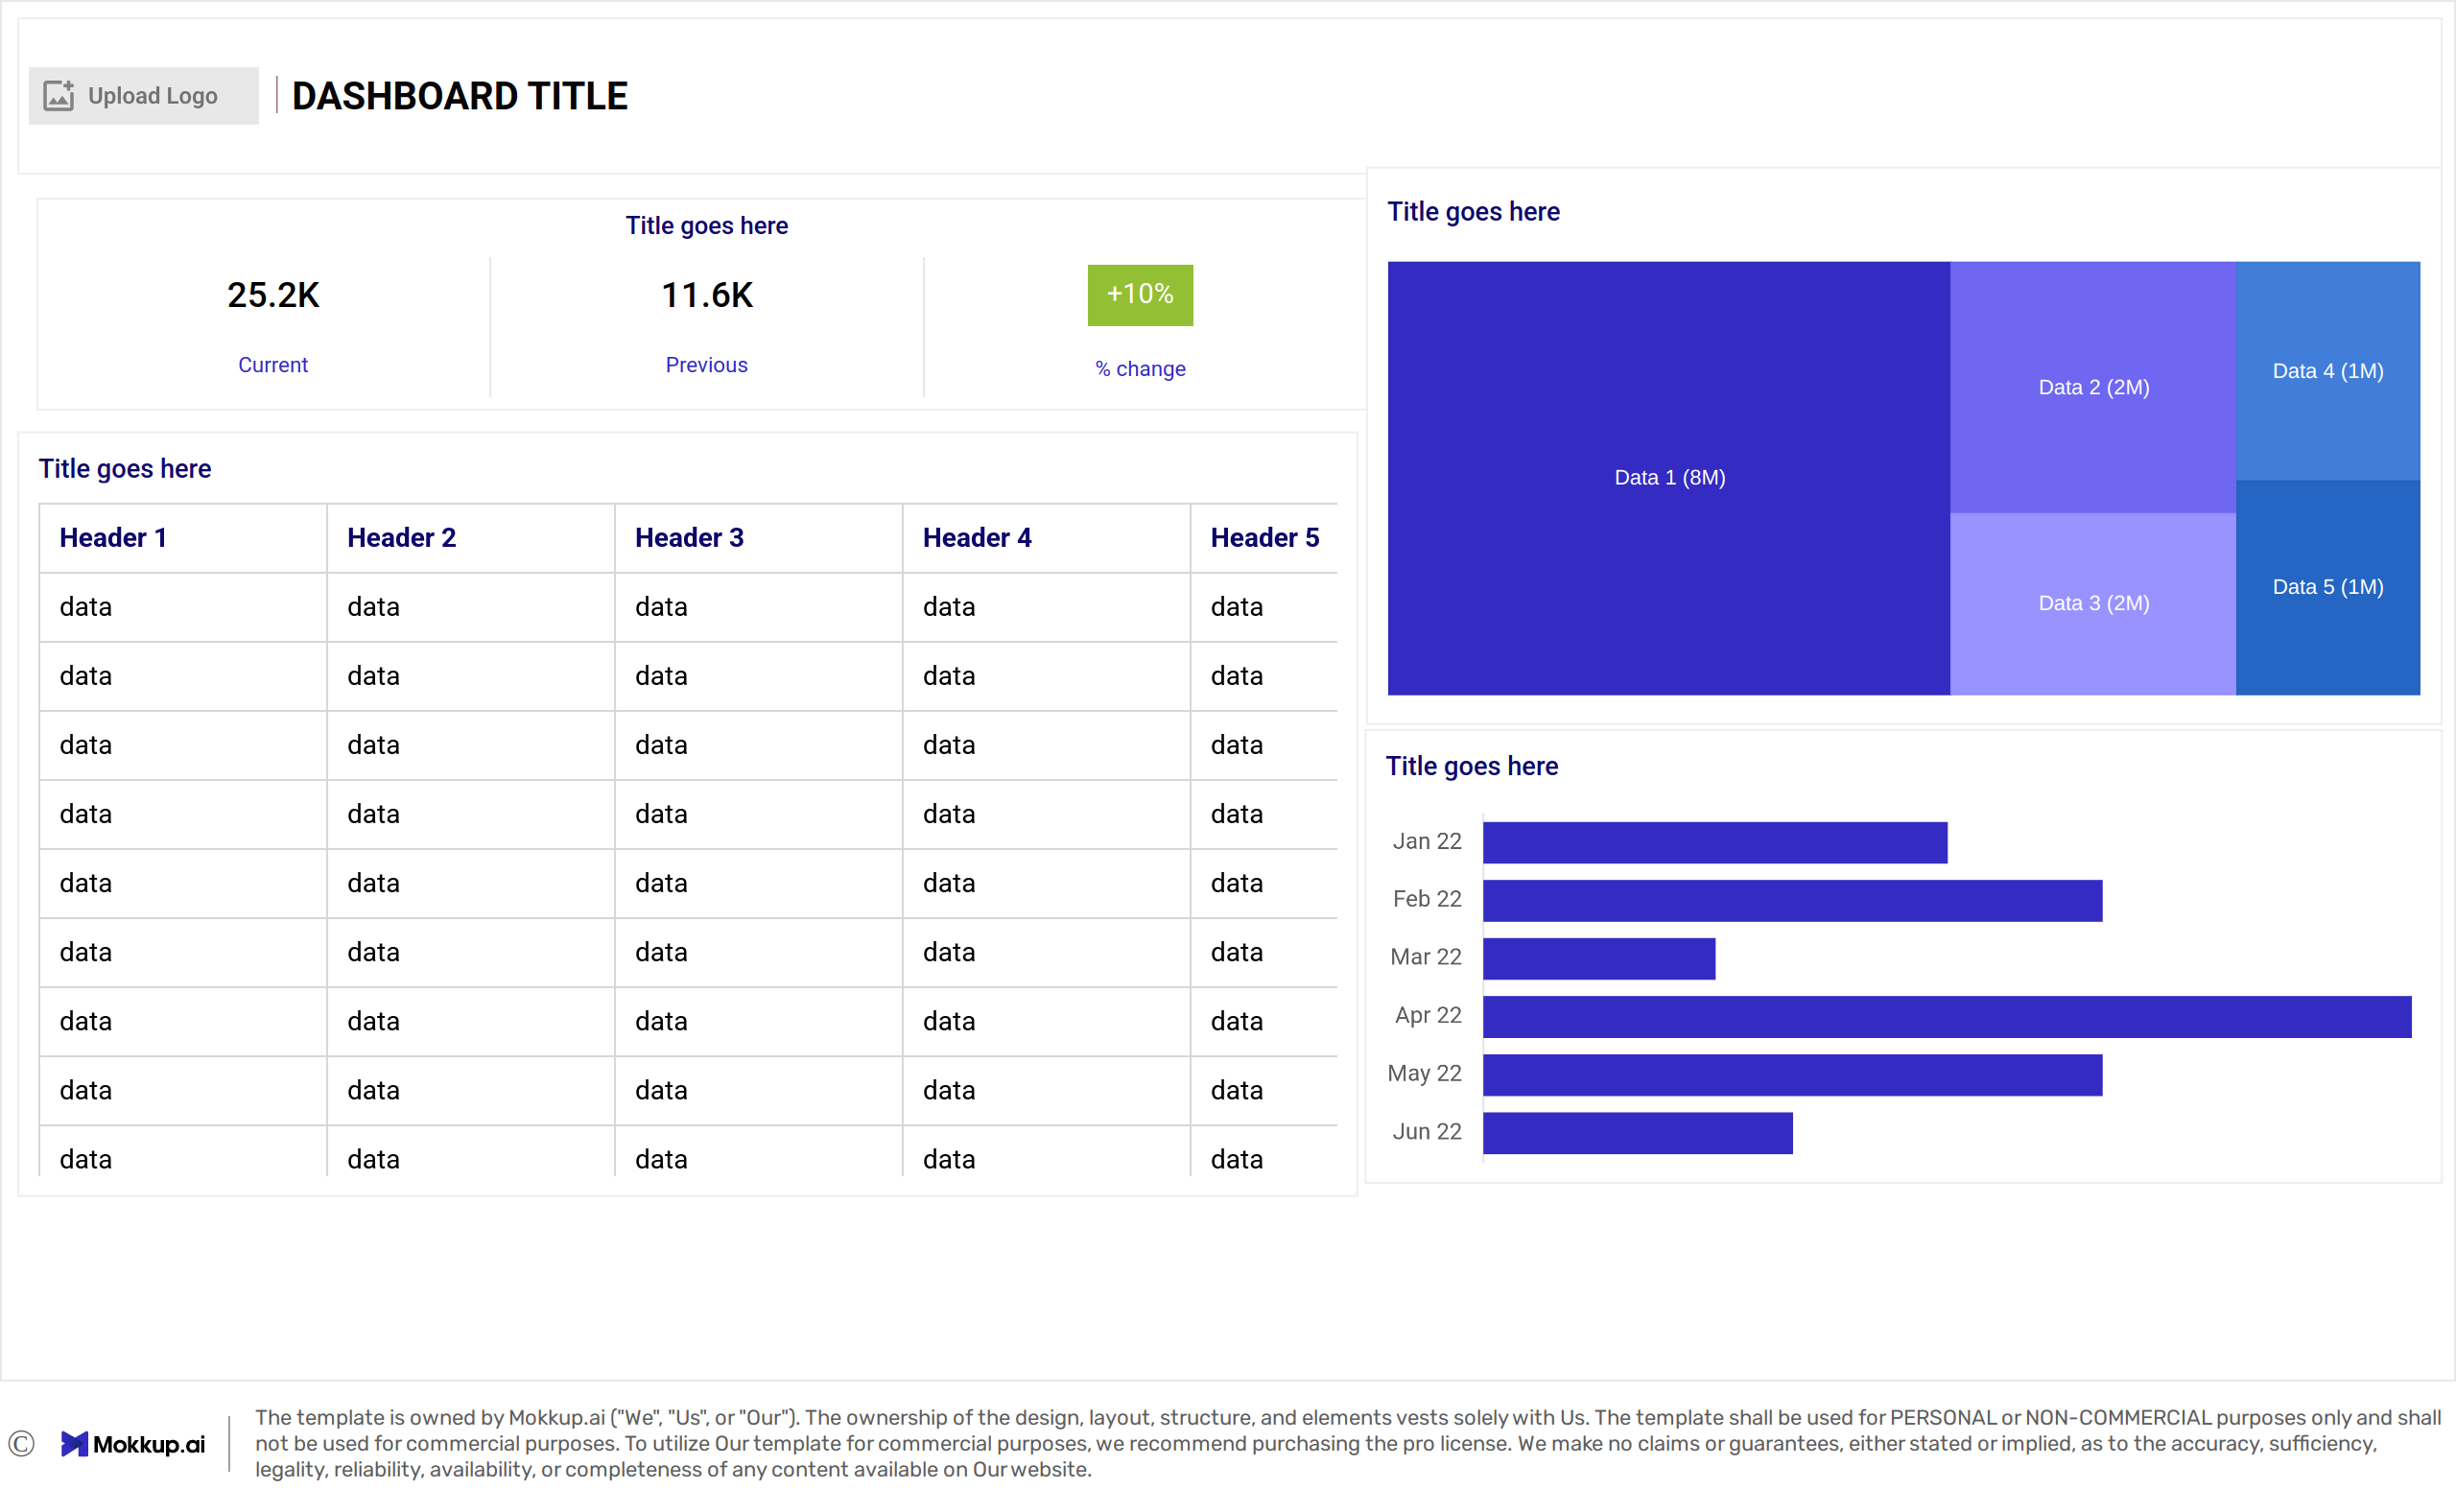 Upload Logo
DASHBOARD TITLE
Title goes here
25.2K
Current
11.6K
Previous
+10%
% change
Title goes here
Header 1 Header 2 Header 3 Header 4 Header 5
data data data data data
data data data data data
data data data data data
data data data data data
data data data data data
data data data data data
data data data data data
data data data data data
data data data data data
Title goes here
Data 1 (8M)
Data 2 (2M)
Data 3 (2M)
Data 4 (1M)
Data 5 (1M)
Title goes here
Jan 22
Feb 22
Mar 22
Apr 22
May 22
Jun 22
© Mokkup.ai
The template is owned by Mokkup.ai ("We", "Us", or "Our"). The ownership of the design, layout, structure, and elements vests solely with Us. The template shall be used for PERSONAL or NON-COMMERCIAL purposes only and shall
not be used for commercial purposes. To utilize Our template for commercial purposes, we recommend purchasing the pro license. We make no claims or guarantees, either stated or implied, as to the accuracy, sufficiency,
legality, reliability, availability, or completeness of any content available on Our website.